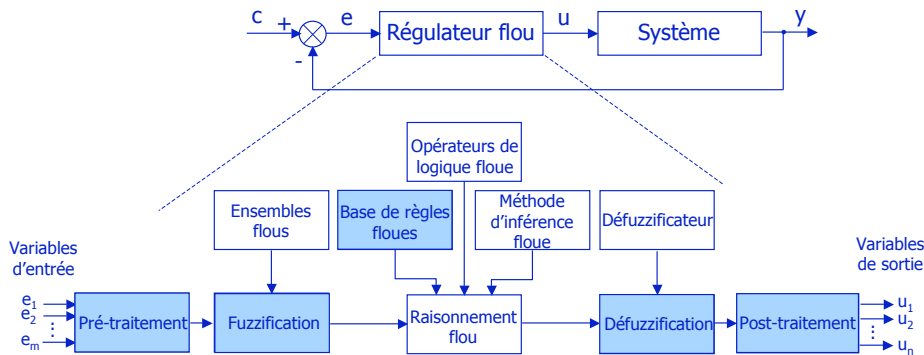 c
+
-
e
Régulateur flou
u
Système
y
Opérateurs de
logique floue
Ensembles
flous
Base de règles
floues
Méthode
d'inférence
floue
Défuzzificateur
Variables
d'entrée
Variables
de sortie
e1
e2
⋮
em
Pré-traitement
Fuzzification
Raisonnement
flou
Défuzzification
Post-traitement
u1
u2
⋮
un